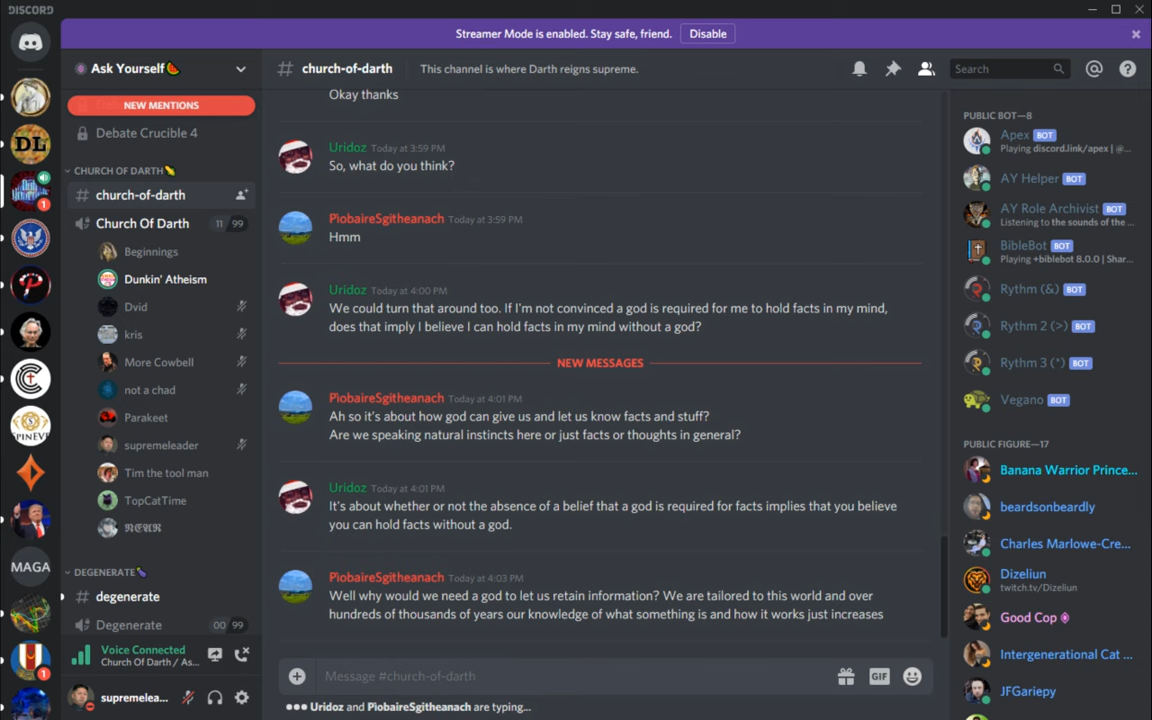 DISCORD
Streamer Mode is enabled. Stay safe, friend.
Disable
Ask Yourself🍉
NEW MENTIONS
Debate Crucible 4
CHURCH OF DARTH🌽
# church-of-darth
Church Of Darth
11 99
Beginnings
Dunkin' Atheism
Dvid
kris
More Cowbell
not a chad
Parakeet
supremeleader
Tim the tool man
TopCatTime
𝕹𝕰𝖀𝕽
DEGENERATE🍆
# degenerate
Degenerate
00 99
Voice Connected
Church Of Darth / As...
supremelea...
DL
PINEV
MAGA
1
1
# church-of-darth
This channel is where Darth reigns supreme.
Search
Okay thanks
Uridoz Today at 3:59 PM
So, what do you think?
PìobaireSgitheanach Today at 3:59 PM
Hmm
Uridoz Today at 4:00 PM
We could turn that around too. If I'm not convinced a god is required for me to hold facts in my mind,
does that imply I believe I can hold facts in my mind without a god?
NEW MESSAGES
PìobaireSgitheanach Today at 4:01 PM
Ah so it's about how god can give us and let us know facts and stuff?
Are we speaking natural instincts here or just facts or thoughts in general?
Uridoz Today at 4:01 PM
It's about whether or not the absence of a belief that a god is required for facts implies that you believe
you can hold facts without a god.
PìobaireSgitheanach Today at 4:03 PM
Well why would we need a god to let us retain information? We are tailored to this world and over
hundreds of thousands of years our knowledge of what something is and how it works just increases
Message #church-of-darth
GIF
Uridoz and PìobaireSgitheanach are typing...
PUBLIC BOT—8
Apex BOT
Playing discord.link/apex | @...
AY Helper BOT
AY Role Archivist BOT
Listening to the sounds of the ...
BibleBot BOT
Playing +biblebot 8.0.0 | Shar...
Rythm (&) BOT
Rythm 2 (>) BOT
Rythm 3 (*) BOT
Vegano BOT
PUBLIC FIGURE—17
Banana Warrior Prince...
beardsonbeardly
Charles Marlowe-Cre...
Dizeliun
twitch.tv/Dizeliun
Good Cop
Intergenerational Cat ...
JFGariepy